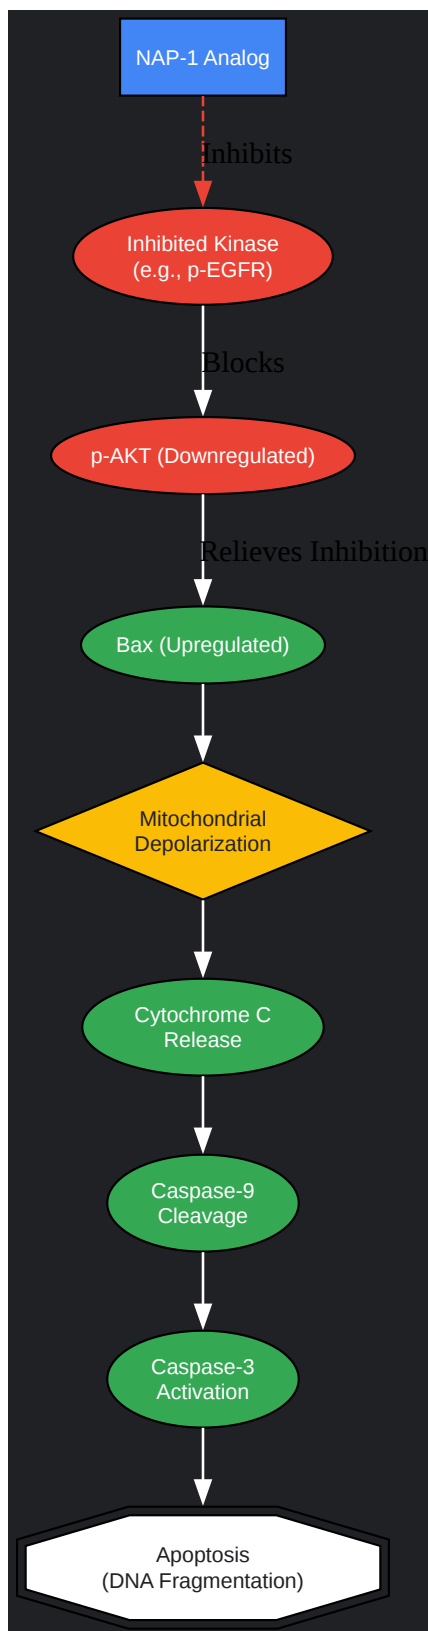 NAP-1 Analog
Inhibits
Inhibited Kinase
(e.g., p-EGFR)
Blocks
p-AKT (Downregulated)
Relieves Inhibition
Bax (Upregulated)
Mitochondrial
Depolarization
Cytochrome C
Release
Caspase-9
Cleavage
Caspase-3
Activation
Apoptosis
(DNA Fragmentation)